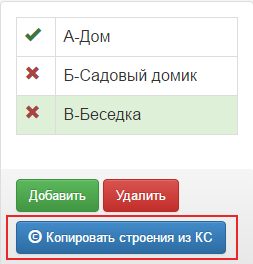 А-Дом
Б-Садовый домик
В-Беседка
Добавить Удалить
Копировать строения из КС